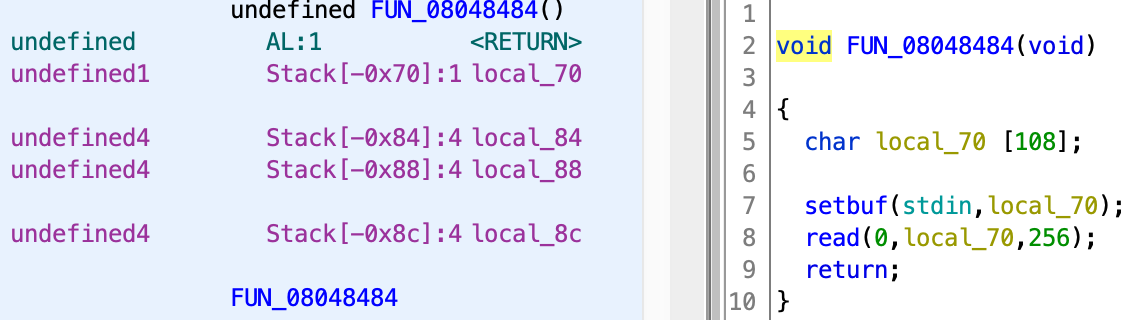 undefined FUN_08048484()
undefined AL:1 <RETURN>
undefined1 Stack[-0x70]:1 local_70
undefined4 Stack[-0x84]:4 local_84
undefined4 Stack[-0x88]:4 local_88
undefined4 Stack[-0x8c]:4 local_8c
FUN_08048484
1
2 void FUN_08048484(void)
3
4 {
5 char local_70 [108];
6
7 setbuf(stdin,local_70);
8 read(0,local_70,256);
9 return;
10 }